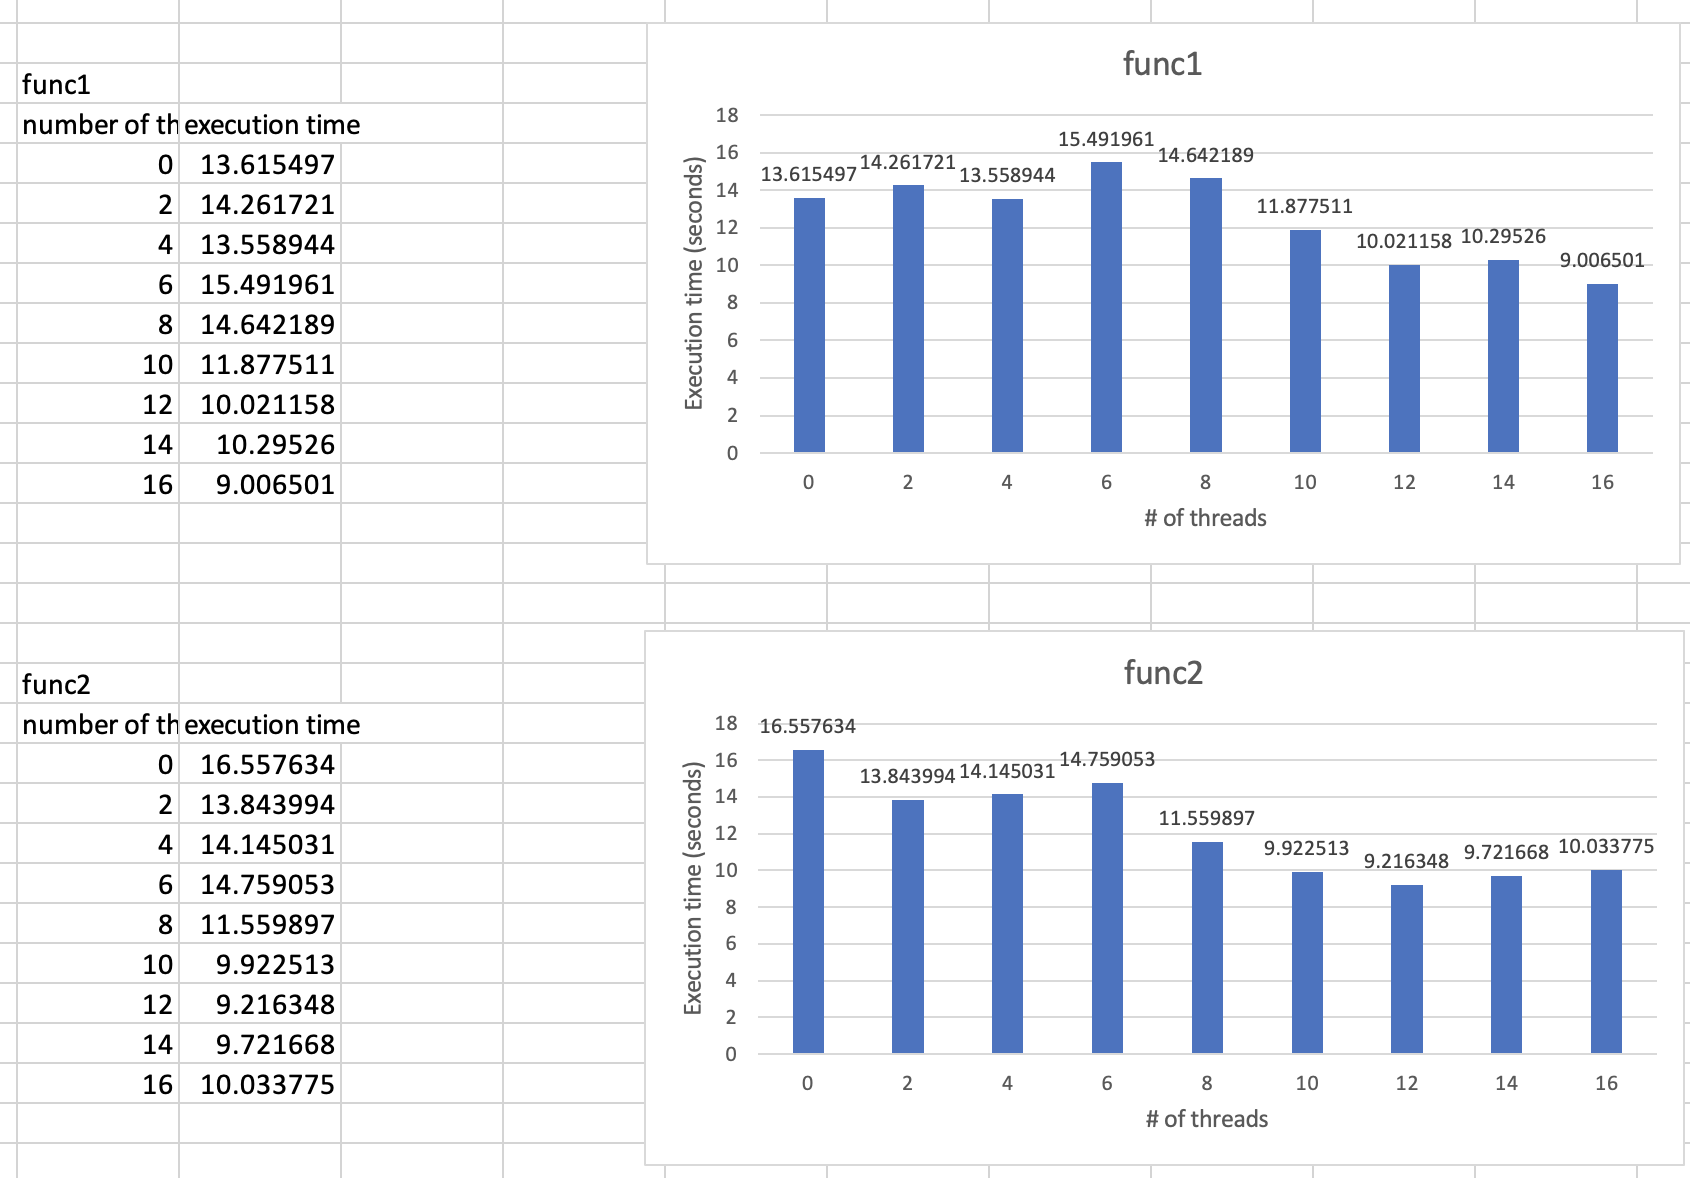 func1
number of th execution time
0 13.615497
2 14.261721
4 13.558944
6 15.491961
8 14.642189
10 11.877511
12 10.021158
14 10.29526
16 9.006501
func1
Execution time (seconds)
18
16
14
12
10
8
6
4
2
0
13.615497 14.261721 13.558944 15.491961 14.642189 11.877511 10.021158 10.29526 9.006501
0 2 4 6 8 10 12 14 16
# of threads
func2
number of th execution time
0 16.557634
2 13.843994
4 14.145031
6 14.759053
8 11.559897
10 9.922513
12 9.216348
14 9.721668
16 10.033775
func2
Execution time (seconds)
18
16
14
12
10
8
6
4
2
0
16.557634 13.843994 14.145031 14.759053 11.559897 9.922513 9.216348 9.721668 10.033775
0 2 4 6 8 10 12 14 16
# of threads